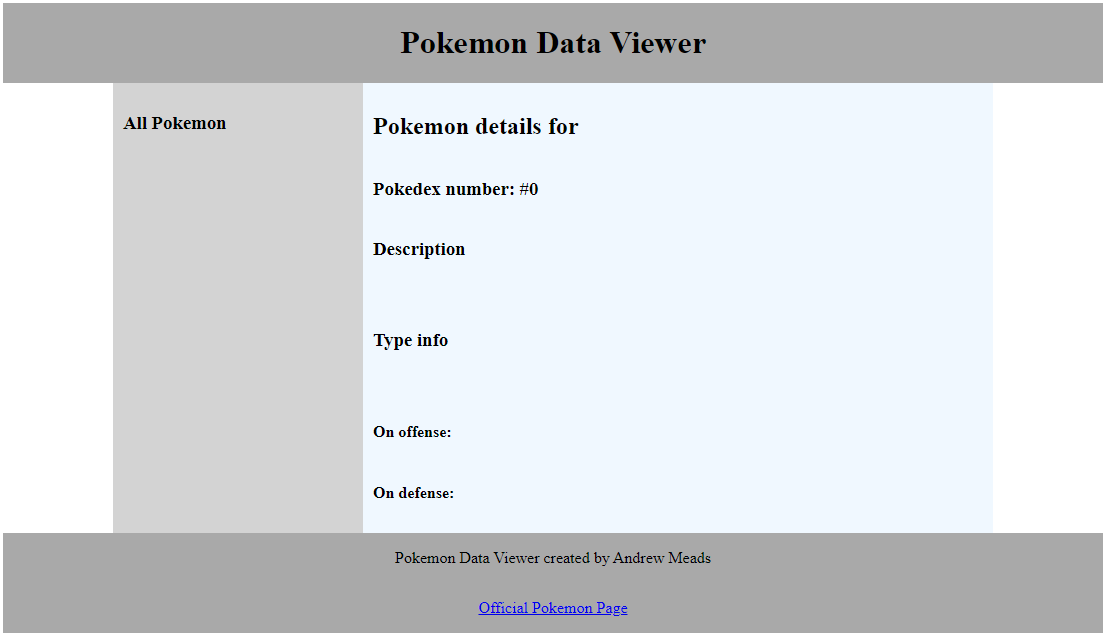 Pokemon Data Viewer
All Pokemon
Pokemon details for
Pokedex number: #0
Description
Type info
On offense:
On defense:
Pokemon Data Viewer created by Andrew Meads
Official Pokemon Page